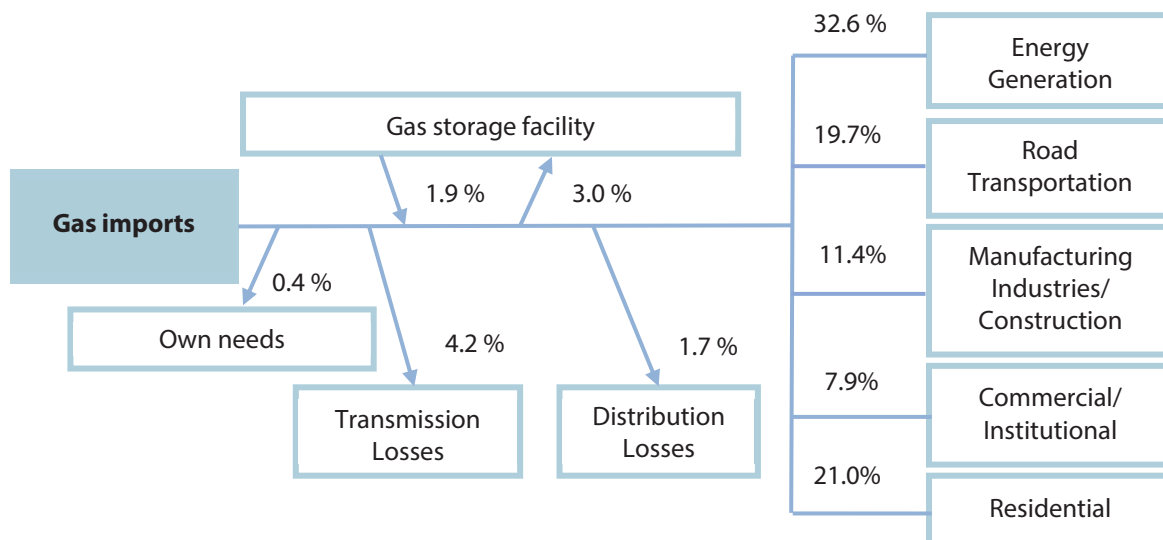 32.6 %
Energy
Generation
Gas storage facility
19.7%
Road
Transportation
1.9 %
3.0 %
Gas imports
11.4%
Manufacturing
Industries/
Construction
0.4 %
Own needs
4.2 %
1.7 %
7.9%
Commercial/
Institutional
Transmission
Losses
Distribution
Losses
21.0%
Residential